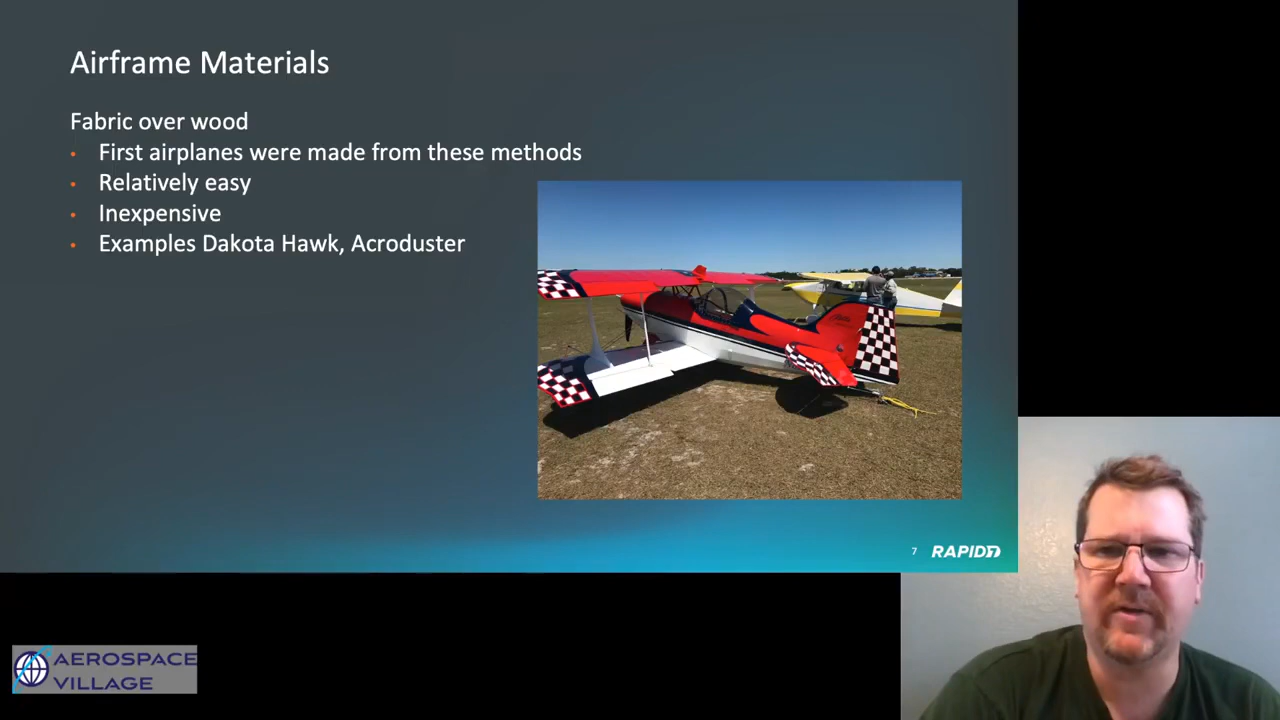 Airframe Materials
Fabric over wood
• First airplanes were made from these methods
• Relatively easy
• Inexpensive
• Examples Dakota Hawk, Acroduster
7 RAPID7
AEROSPACE
VILLAGE